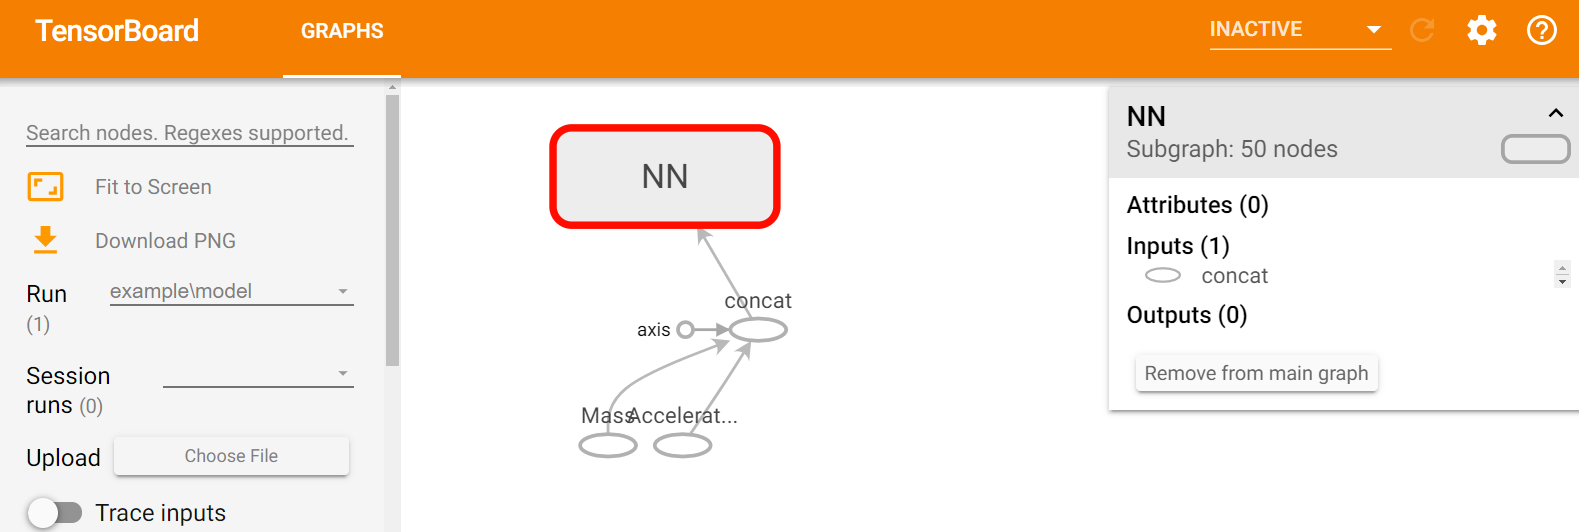 TensorBoard
GRAPHS
INACTIVE
Search nodes. Regexes supported.
Fit to Screen
Download PNG
Run
(1)
example\model
Session
runs (0)
Upload
Choose File
Trace inputs
NN
concat
axis
Mass
Accelerat...
NN
Subgraph: 50 nodes
Attributes (0)
Inputs (1)
concat
Outputs (0)
Remove from main graph